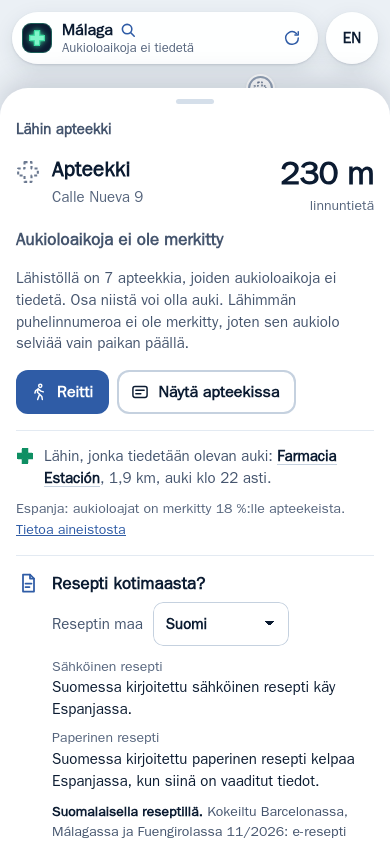 Málaga
Aukioloaikoja ei tiedetä
EN
Lähin apteekki
Apteekki
230 m
Calle Nueva 9
linnuntietä
Aukioloaikoja ei ole merkitty
Lähistöllä on 7 apteekkia, joiden aukioloaikoja ei
tiedetä. Osa niistä voi olla auki. Lähimmän
puhelinnumeroa ei ole merkitty, joten sen aukiolo
selviää vain paikan päällä.
Reitti
Näytä apteekissa
Lähin, jonka tiedetään olevan auki: Farmacia
Estación, 1,9 km, auki klo 22 asti.
Espanja: aukioloajat on merkitty 18 %:lle apteekeista.
Tietoa aineistosta
Resepti kotimaasta?
Reseptin maa
Suomi
Sähköinen resepti
Suomessa kirjoitettu sähköinen resepti käy
Espanjassa.
Paperinen resepti
Suomessa kirjoitettu paperinen resepti kelpaa
Espanjassa, kun siinä on vaaditut tiedot.
Suomalaisella reseptillä. Kokeiltu Barcelonassa,
Málagassa ja Fuengirolassa 11/2026: e-resepti